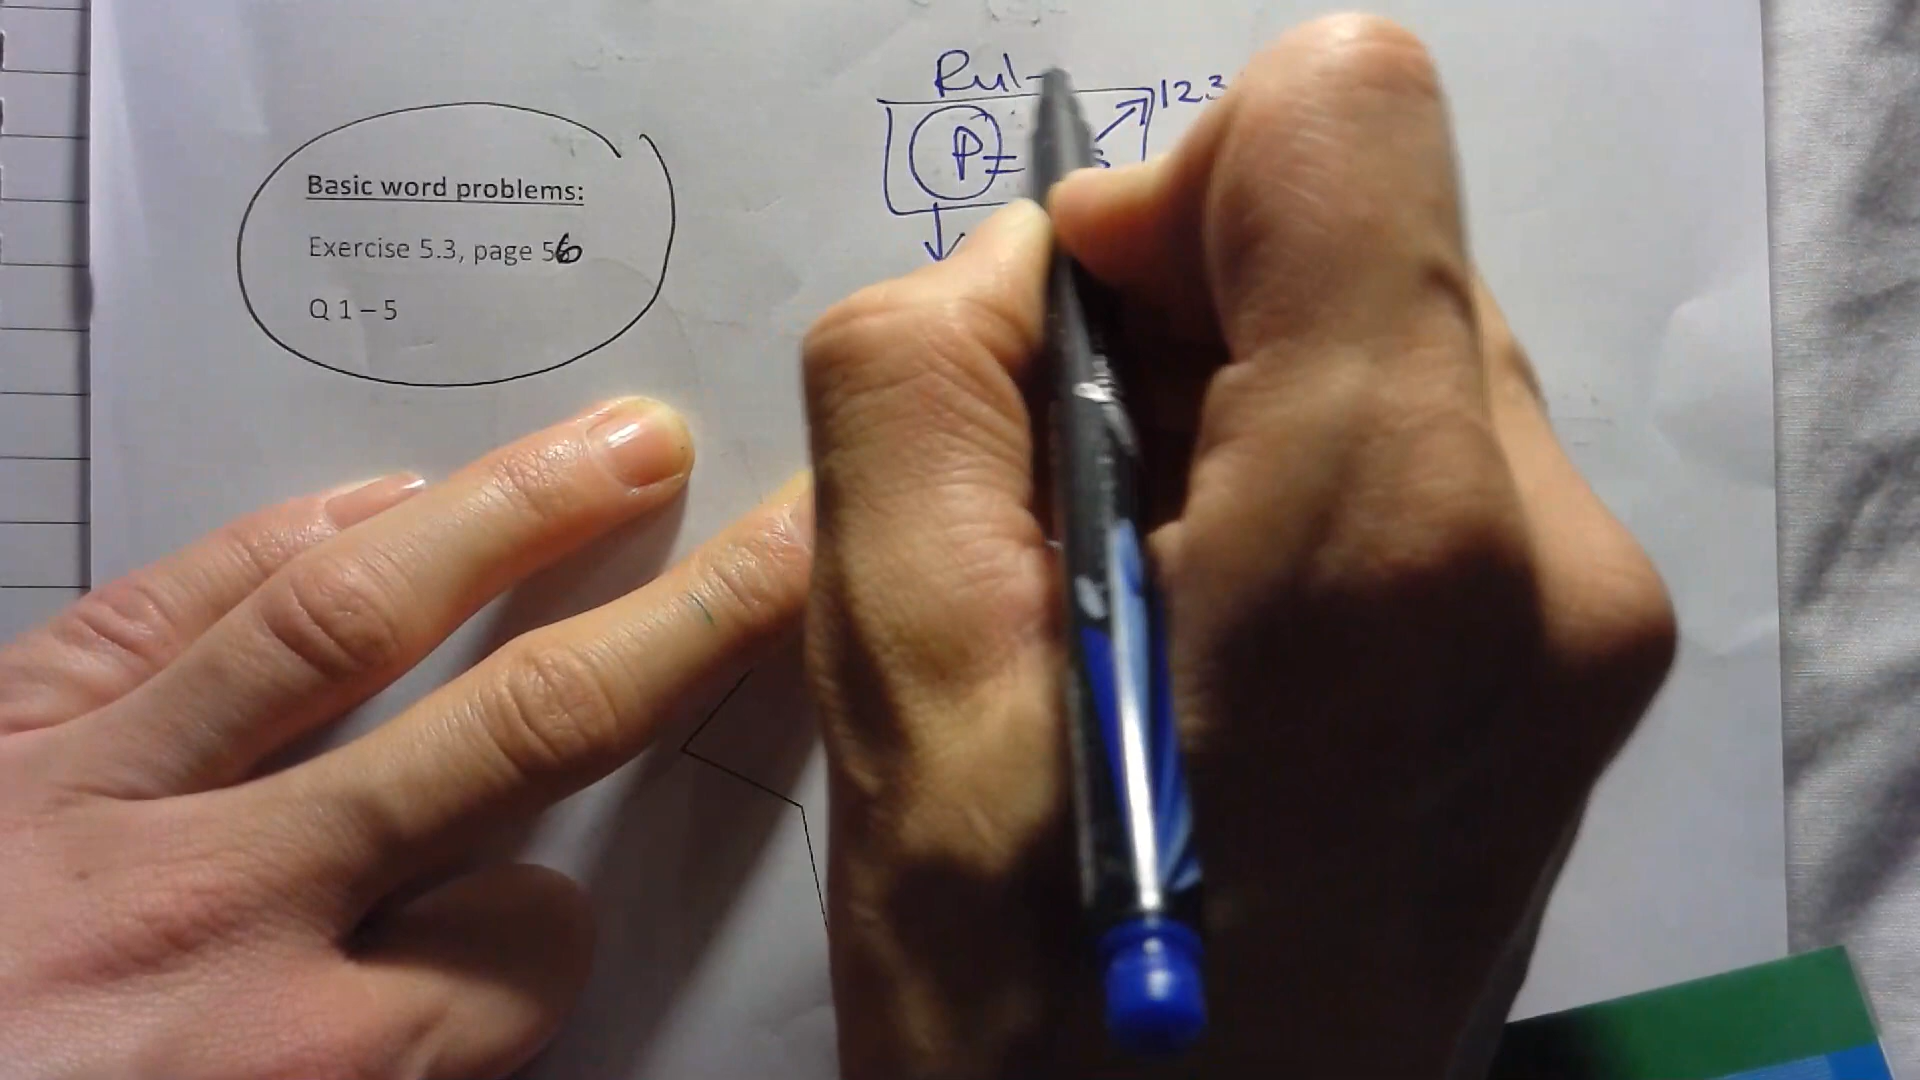 Basic word problems:
Exercise 5.3, page 56
Q 1 – 5
Rul
123
P =